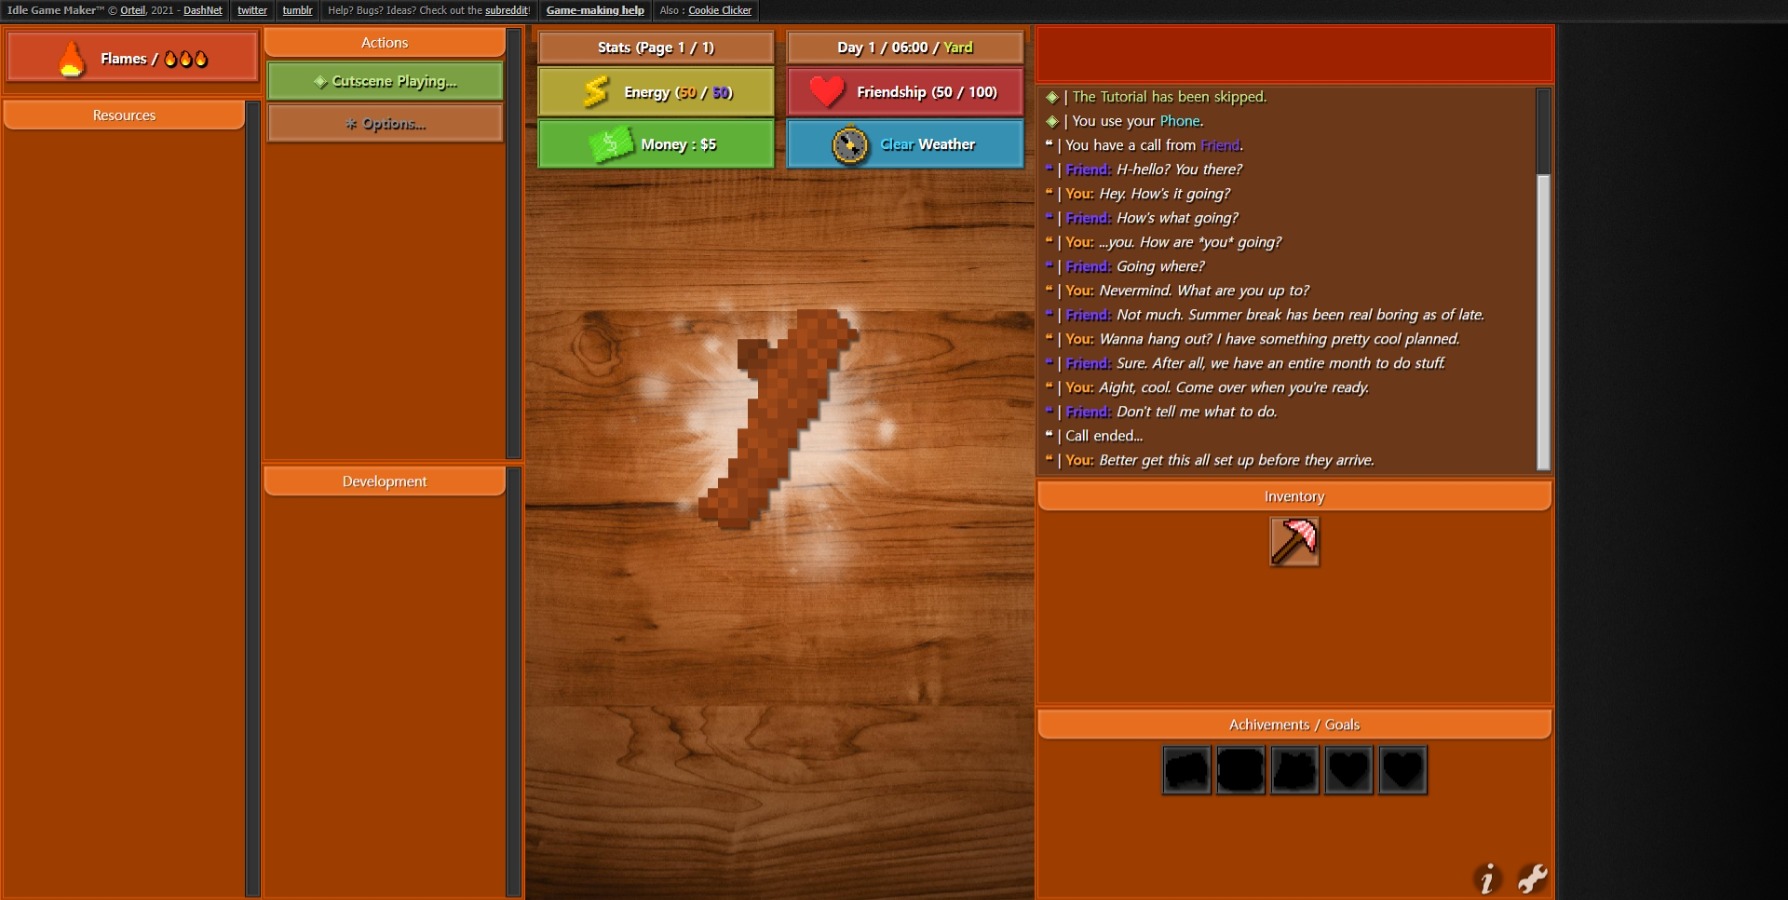 Idle Game Maker™ © Orteil, 2021 - DashNet
twitter
tumblr
Help? Bugs? Ideas? Check out the subreddit!
Game-making help
Also : Cookie Clicker
Flames /
Resources
Actions
◈ Cutscene Playing...
✳ Options...
Development
Stats (Page 1 / 1)
Day 1 / 06:00 / Yard
Energy (50 / 50)
Friendship (50 / 100)
Money : $5
Clear Weather
◈ | The Tutorial has been skipped.
◈ | You use your Phone.
❝ | You have a call from Friend.
❝ | Friend: H-hello? You there?
❝ | You: Hey. How's it going?
❝ | Friend: How's what going?
❝ | You: ...you. How are *you* going?
❝ | Friend: Going where?
❝ | You: Nevermind. What are you up to?
❝ | Friend: Not much. Summer break has been real boring as of late.
❝ | You: Wanna hang out? I have something pretty cool planned.
❝ | Friend: Sure. After all, we have an entire month to do stuff.
❝ | You: Aight, cool. Come over when you're ready.
❝ | Friend: Don't tell me what to do.
❝ | Call ended...
❝ | You: Better get this all set up before they arrive.
Inventory
Achivements / Goals